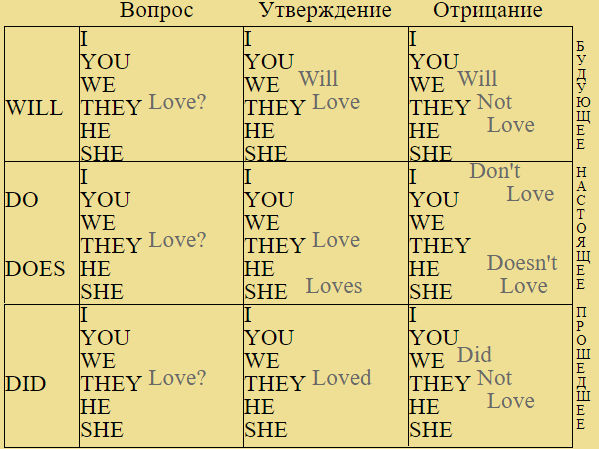 Вопрос Утверждение Отрицание
I I I
YOU YOU YOU
WE WE Will WE Will
WILL THEY Love? THEY Love THEY Not
HE HE HE Love
SHE SHE SHE
БУДУЮЩЕЕ
I I I Don't
DO YOU YOU YOU Love
WE WE WE
THEY Love? THEY Love THEY
DOES HE HE HE Doesn't
SHE SHE Loves SHE Love
НАСТОЯЩЕЕ
I I I
YOU YOU YOU
WE WE WE Did
DID THEY Love? THEY Loved THEY Not
HE HE HE Love
SHE SHE SHE
ПРОШЕДШЕЕ